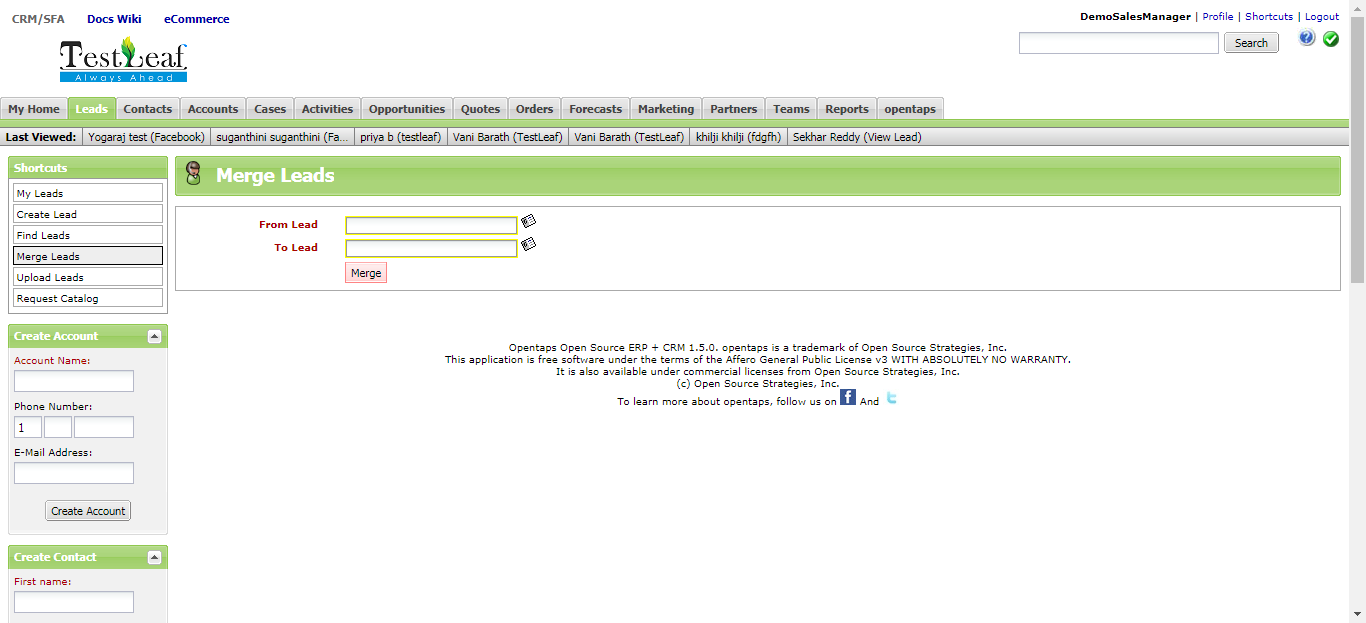 CRM/SFA Docs Wiki eCommerce
DemoSalesManager | Profile | Shortcuts | Logout
Search
TestLeaf
Always Ahead
My Home Leads Contacts Accounts Cases Activities Opportunities Quotes Orders Forecasts Marketing Partners Teams Reports opentaps
Last Viewed: Yogaraj test (Facebook) suganthini suganthini (Fa... priya b (testleaf) Vani Barath (TestLeaf) Vani Barath (TestLeaf) khilji khilji (fdgfh) Sekhar Reddy (View Lead)
Shortcuts
My Leads
Create Lead
Find Leads
Merge Leads
Upload Leads
Request Catalog
Create Account
Account Name:
Phone Number:
1
E-Mail Address:
Create Account
Create Contact
First name:
Merge Leads
From Lead
To Lead
Merge
Opentaps Open Source ERP + CRM 1.5.0. opentaps is a trademark of Open Source Strategies, Inc.
This application is free software under the terms of the Affero General Public License v3 WITH ABSOLUTELY NO WARRANTY.
It is also available under commercial licenses from Open Source Strategies, Inc.
(c) Open Source Strategies, Inc.
To learn more about opentaps, follow us on f And t